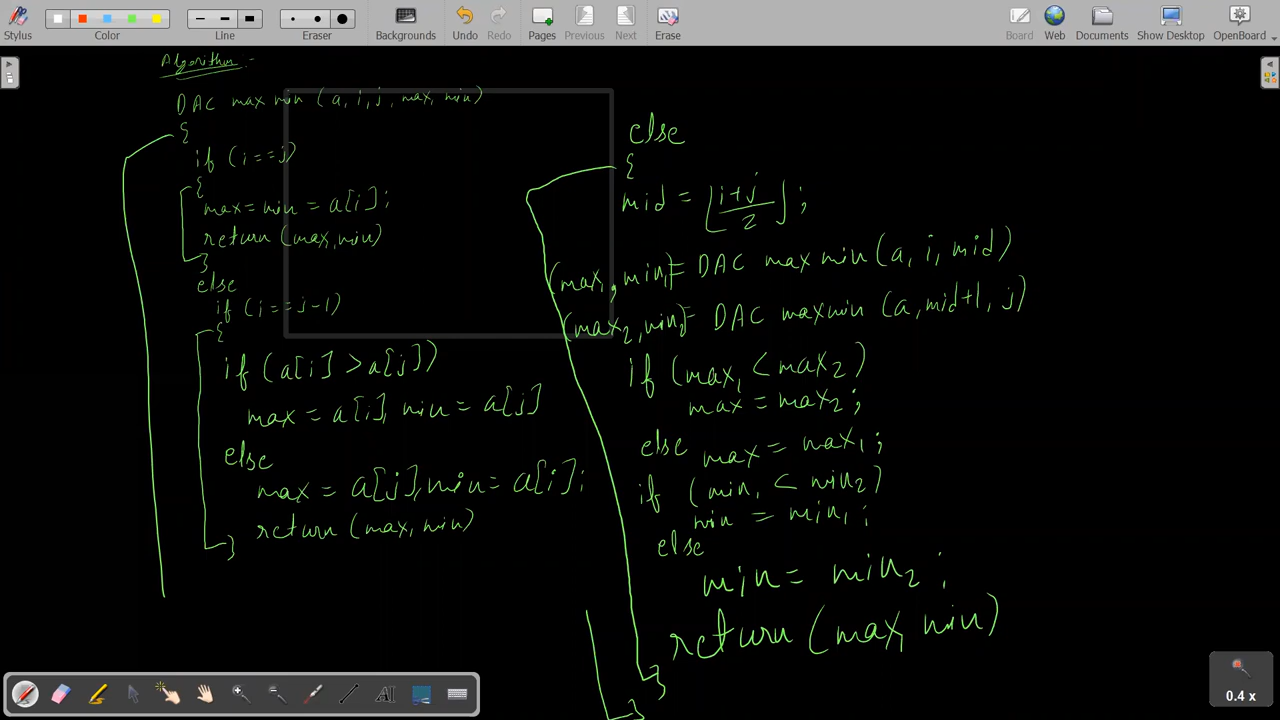 Stylus
Color
Line
Eraser
Backgrounds
Undo
Redo
Pages
Previous
Next
Erase
Board
Web
Documents
Show Desktop
OpenBoard
Algorithm :-
DAC max min ( a, i, j, max, min)
{
if (i==j)
{
max=min = a[i];
return (max,min)
}
else
if (i==j-1)
{
if (a[i] >a[j])
max = a[i], min = a[j]
else
max = a[j],min= a[i];
return (max,min)
}
else
{
mid = ⌊i+j/2⌋;
(max₁, min₁)= DAC max min(a, i, mid)
(max₂,min₂)= DAC maxmin (a,mid+1, j)
if (max₁ <max₂)
max = max₂;
else max = max₁;
if (min₁ < min₂)
min = min₁;
else
min= min₂;
return (max, min)
}
}
0.4 x